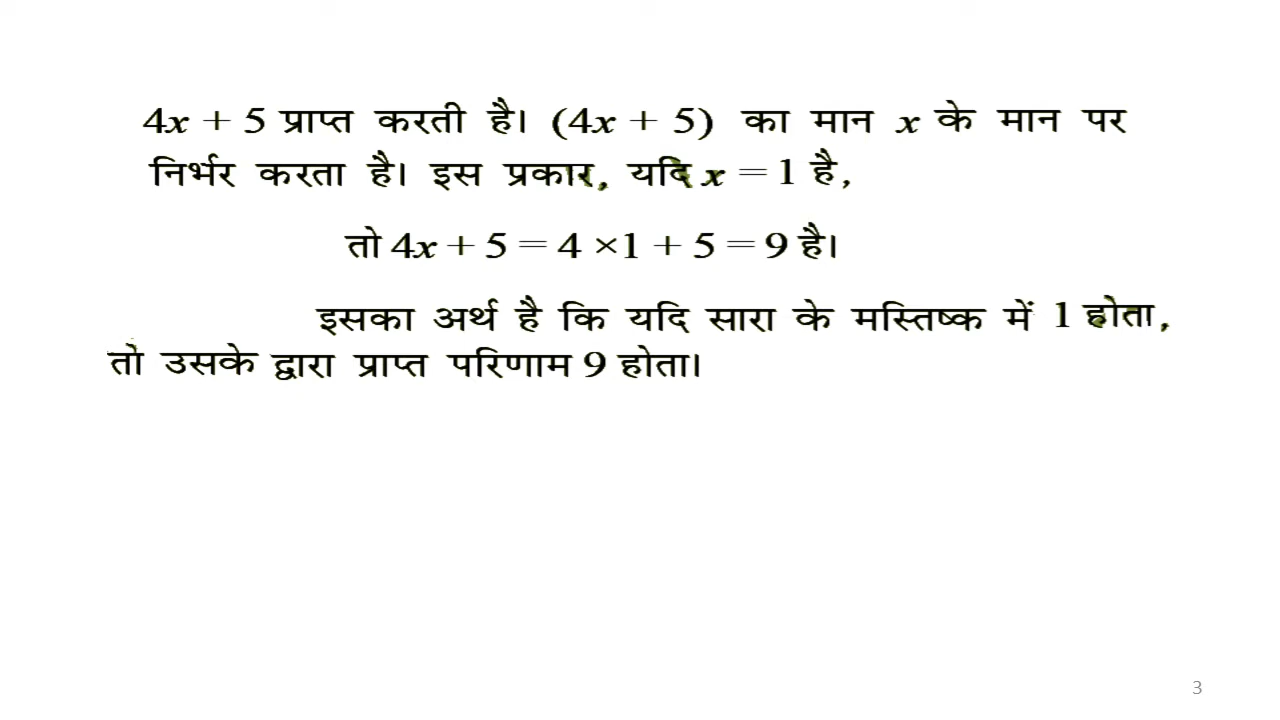 4x + 5 प्राप्त करती है। (4x + 5) का मान x के मान पर
निर्भर करता है। इस प्रकार, यदि x = 1 है,
तो 4x + 5 = 4 ×1 + 5 = 9 है।
इसका अर्थ है कि यदि सारा के मस्तिष्क में 1 होता,
तो उसके द्वारा प्राप्त परिणाम 9 होता।
3